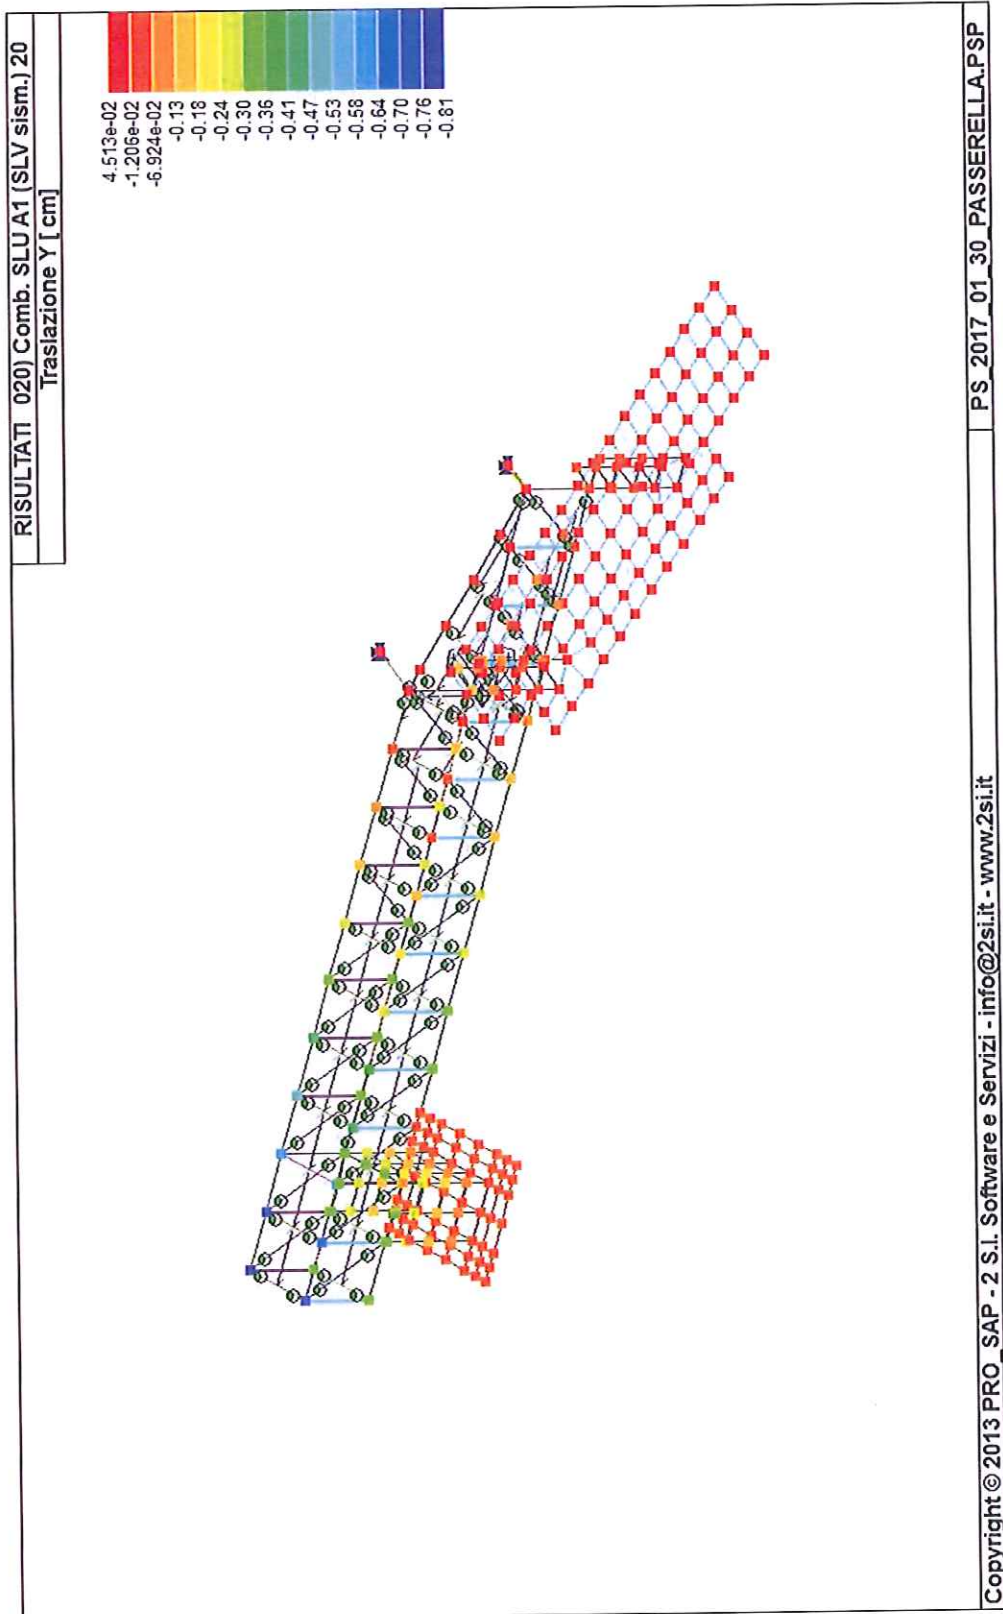 RISULTATI 020) Comb. SLU A1 (SLV sism.) 20
Traslazione Y [ cm]
4.513e-02
-1.206e-02
-6.924e-02
-0.13
-0.18
-0.24
-0.30
-0.36
-0.41
-0.47
-0.53
-0.58
-0.64
-0.70
-0.76
-0.81
Copyright © 2013 PRO_SAP - 2 S.I. Software e Servizi - info@2si.it - www.2si.it
PS_2017_01_30_PASSERELLA.PSP